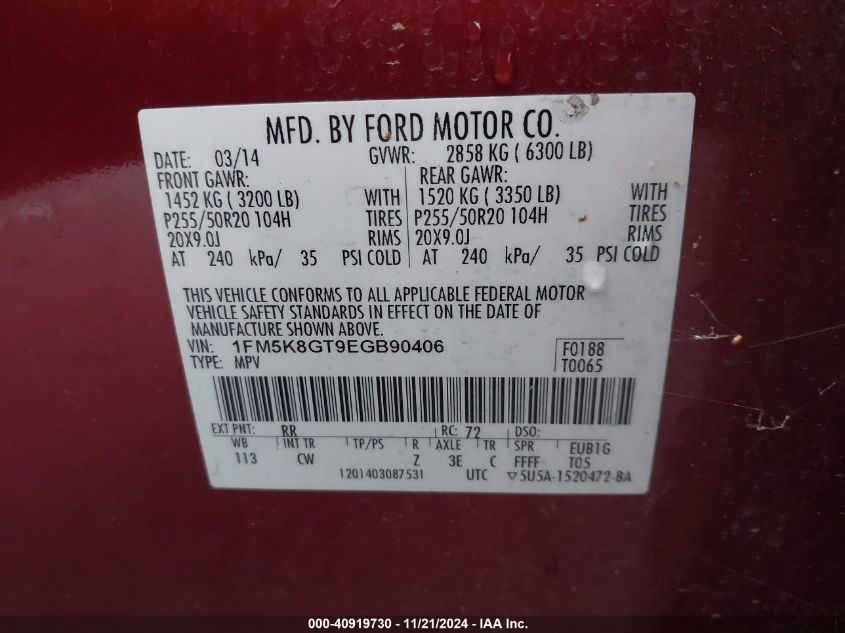 MFD. BY FORD MOTOR CO.
DATE: 03/14 GVWR: 2858 KG ( 6300 LB)
FRONT GAWR: REAR GAWR:
1452 KG ( 3200 LB) WITH 1520 KG ( 3350 LB) WITH
P255/50R20 104H TIRES P255/50R20 104H TIRES
20X9.0J RIMS 20X9.0J RIMS
AT 240 kPa/ 35 PSI COLD AT 240 kPa/ 35 PSI COLD
THIS VEHICLE CONFORMS TO ALL APPLICABLE FEDERAL MOTOR
VEHICLE SAFETY STANDARDS IN EFFECT ON THE DATE OF
MANUFACTURE SHOWN ABOVE.
VIN: 1FM5K8GT9EGB90406 F0188
TYPE: MPV T0065
EXT PNT: RR RC: 72 DSO:
WB INT TR TP/PS R AXLE TR SPR EUB1G
113 CW Z 3E C FFFF T05
1201403087531 UTC ▽5U5A-1520472-BA
000-40919730 - 11/21/2024 - IAA Inc.